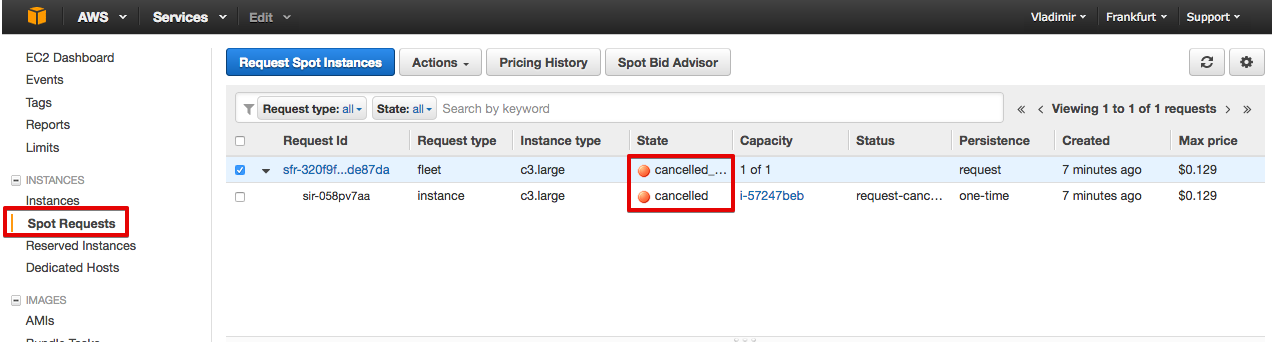 AWS Services Edit Vladimir Frankfurt Support
EC2 Dashboard
Events
Tags
Reports
Limits
INSTANCES
Instances
Spot Requests
Reserved Instances
Dedicated Hosts
IMAGES
AMIs
Bundle Tasks
Request Spot Instances Actions Pricing History Spot Bid Advisor
Request type: all State: all Search by keyword « < Viewing 1 to 1 of 1 requests > »
Request Id Request type Instance type State Capacity Status Persistence Created Max price
sfr-320f9f...de87da fleet c3.large cancelled_... 1 of 1 request 7 minutes ago $0.129
sir-058pv7aa instance c3.large cancelled i-57247beb request-canc... one-time 7 minutes ago $0.129